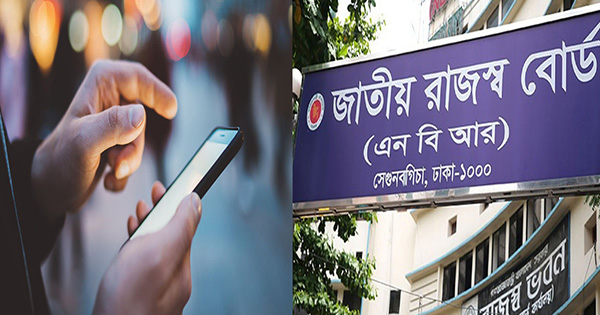 জাতীয় রাজস্ব বোর্ড
(এন বি আর)
সেগুনবাগিচা, ঢাকা-১০০০
রাজস্ব ভবন